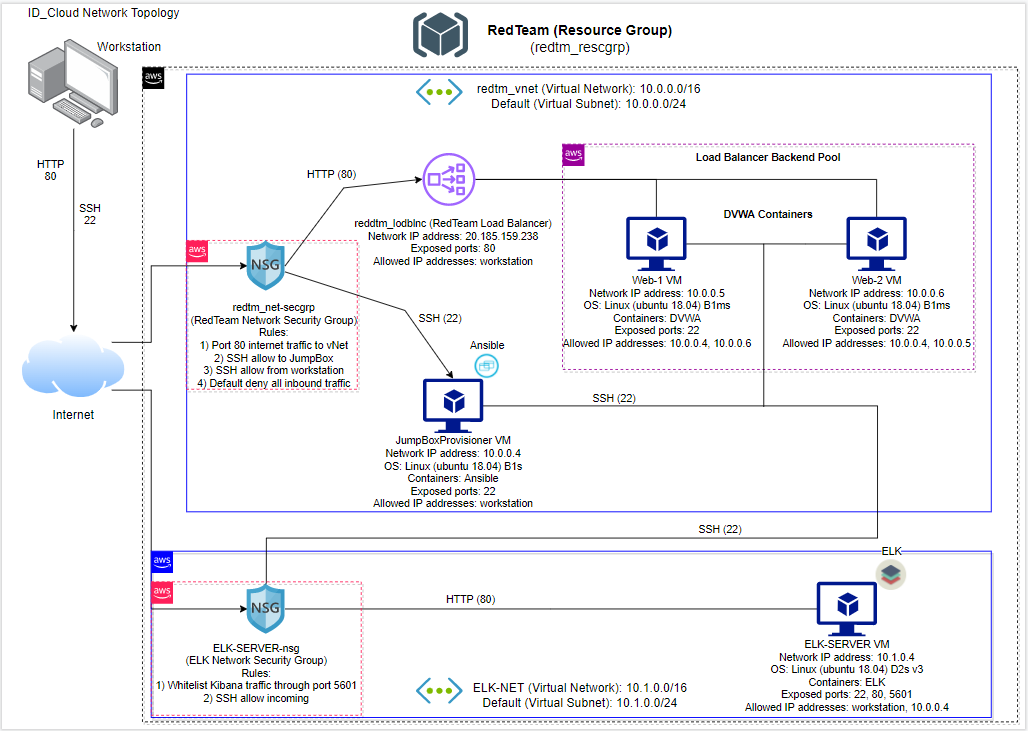 ID_Cloud Network Topology
Workstation
RedTeam (Resource Group)
(redtm_rescgrp)
aws
redtm_vnet (Virtual Network): 10.0.0.0/16
Default (Virtual Subnet): 10.0.0.0/24
HTTP
80
SSH
22
HTTP (80)
aws
Load Balancer Backend Pool
DVWA Containers
reddtm_lodblnc (RedTeam Load Balancer)
Network IP address: 20.185.159.238
Exposed ports: 80
Allowed IP addresses: workstation
aws
NSG
redtm_net-secgrp
(RedTeam Network Security Group)
Rules:
1) Port 80 internet traffic to vNet
2) SSH allow to JumpBox
3) SSH allow from workstation
4) Default deny all inbound traffic
Web-1 VM
Network IP address: 10.0.0.5
OS: Linux (ubuntu 18.04) B1ms
Containers: DVWA
Exposed ports: 22
Allowed IP addresses: 10.0.0.4, 10.0.0.6
Web-2 VM
Network IP address: 10.0.0.6
OS: Linux (ubuntu 18.04) B1ms
Containers: DVWA
Exposed ports: 22
Allowed IP addresses: 10.0.0.4, 10.0.0.5
SSH (22)
Ansible
Internet
SSH (22)
JumpBoxProvisioner VM
Network IP address: 10.0.0.4
OS: Linux (ubuntu 18.04) B1s
Containers: Ansible
Exposed ports: 22
Allowed IP addresses: workstation
SSH (22)
aws
ELK
aws
NSG
HTTP (80)
ELK-SERVER-nsg
(ELK Network Security Group)
Rules:
1) Whitelist Kibana traffic through port 5601
2) SSH allow incoming
ELK-NET (Virtual Network): 10.1.0.0/16
Default (Virtual Subnet): 10.1.0.0/24
ELK-SERVER VM
Network IP address: 10.1.0.4
OS: Linux (ubuntu 18.04) D2s v3
Containers: ELK
Exposed ports: 22, 80, 5601
Allowed IP addresses: workstation, 10.0.0.4